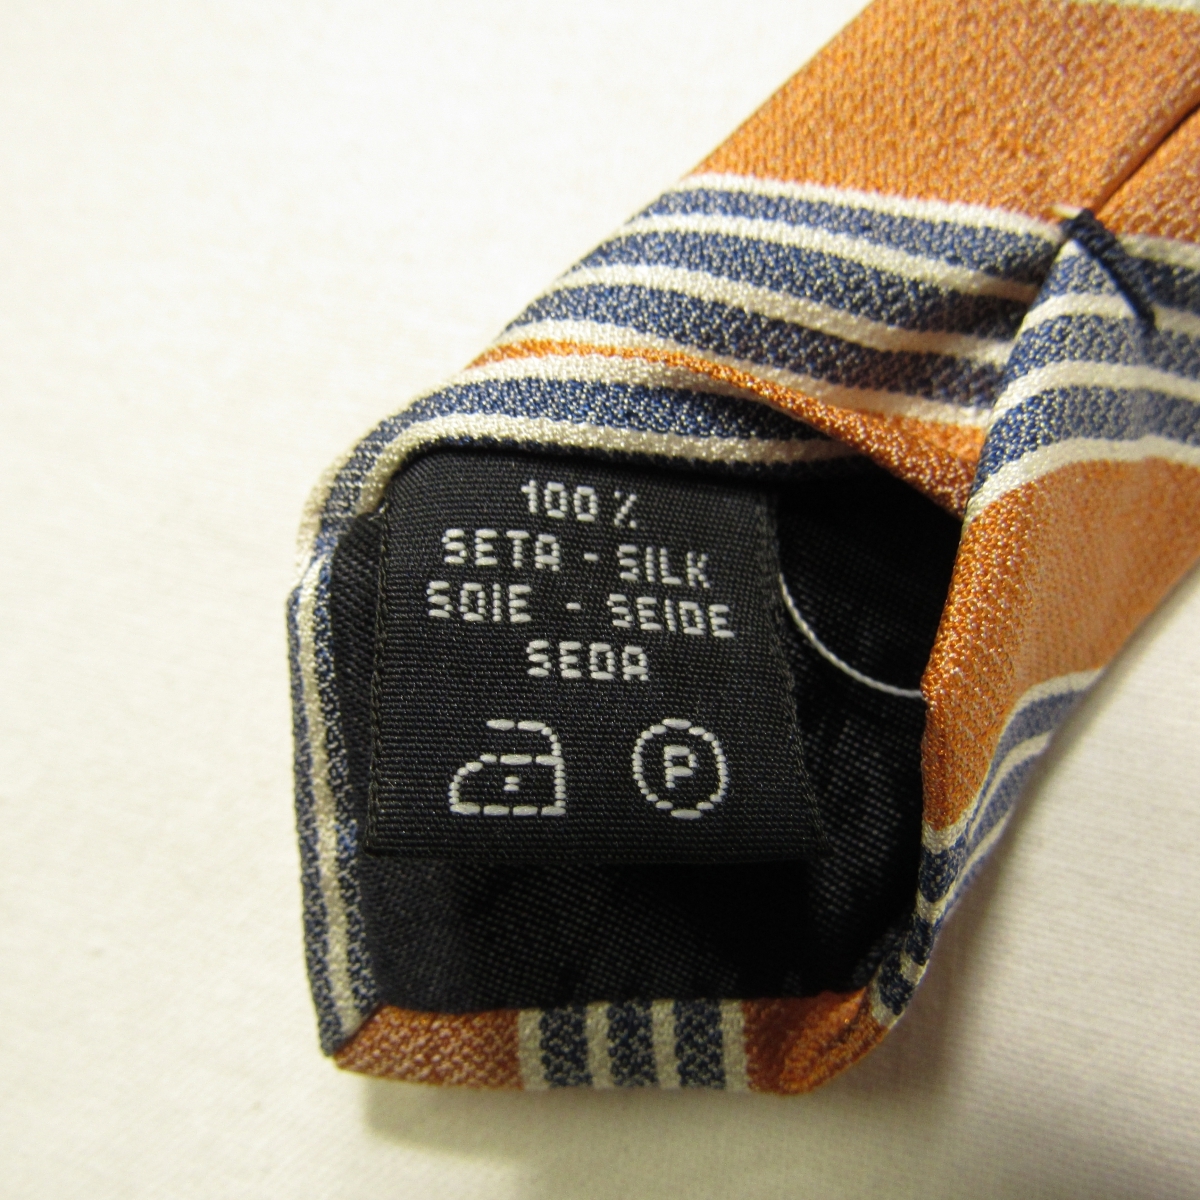 100 %
SETA - SILK
SOIE - SEIDE
SEDA
P